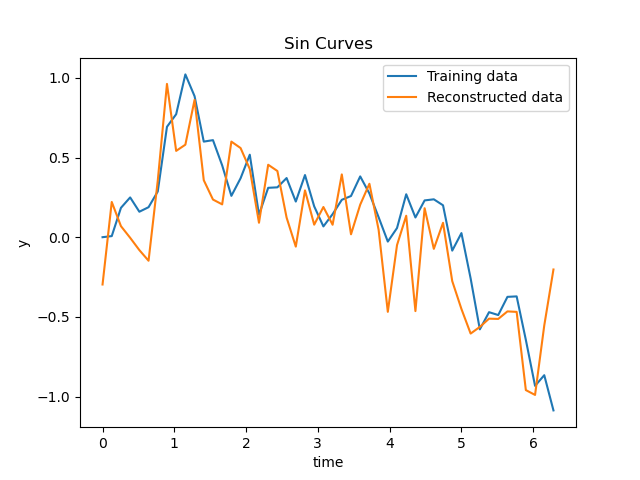 Sin Curves
Training data
Reconstructed data
1.0
0.5
0.0
−0.5
−1.0
y
0 1 2 3 4 5 6
time